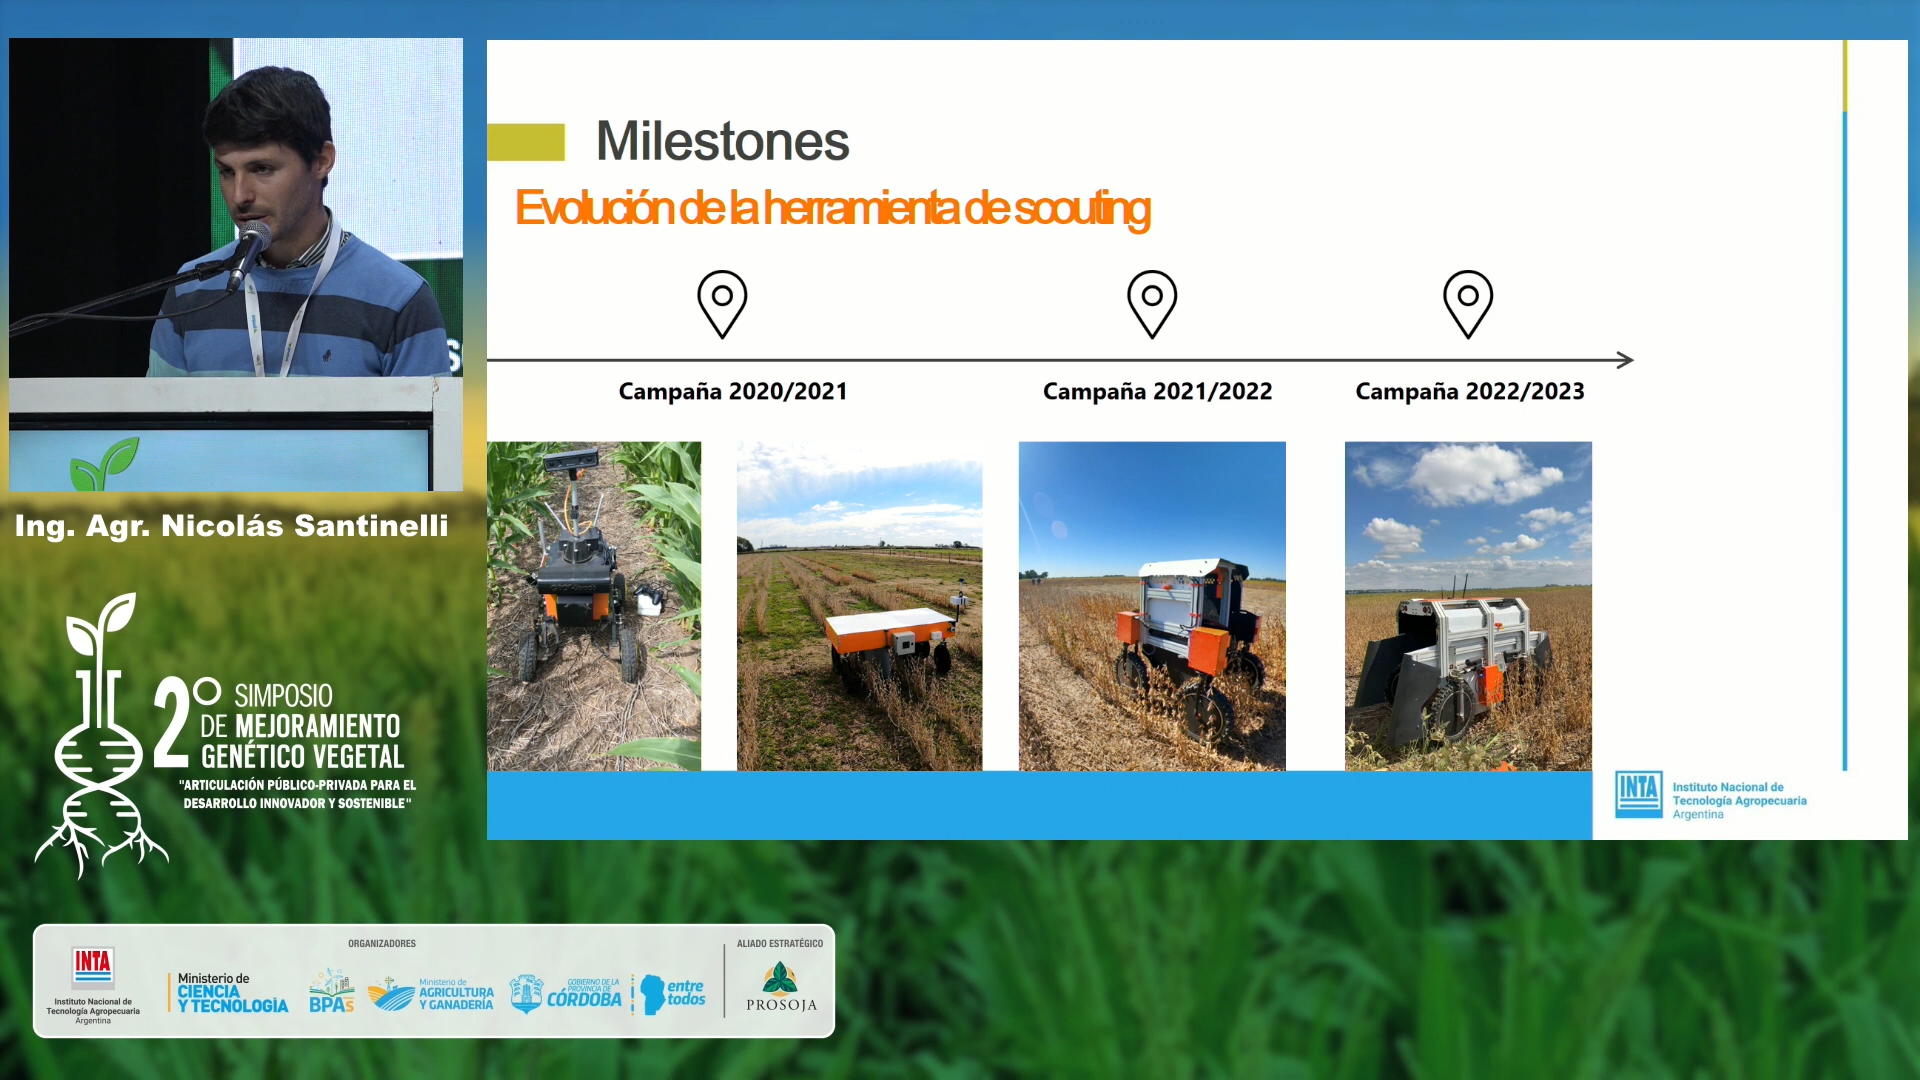 Milestones
Evolución de la herramienta de scouting
Campaña 2020/2021
Campaña 2021/2022
Campaña 2022/2023
INTA
Instituto Nacional de
Tecnología Agropecuaria
Argentina
Ing. Agr. Nicolás Santinelli
2° SIMPOSIO
DE MEJORAMIENTO
GENÉTICO VEGETAL
"ARTICULACIÓN PÚBLICO-PRIVADA PARA EL
DESARROLLO INNOVADOR Y SOSTENIBLE"
ORGANIZADORES
INTA
Instituto Nacional de
Tecnología Agropecuaria
Argentina
Ministerio de
CIENCIA
Y TECNOLOGÍA
BPAs
Ministerio de
AGRICULTURA
Y GANADERÍA
GOBIERNO DE LA
PROVINCIA DE
CÓRDOBA
entre
todos
ALIADO ESTRATÉGICO
PROSOJA